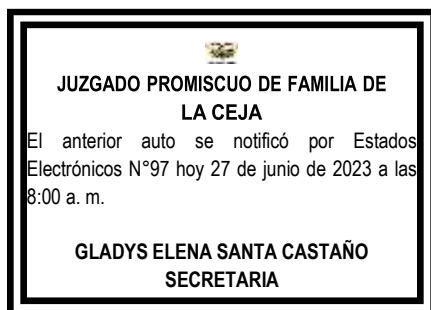 JUZGADO PROMISCUO DE FAMILIA DE
LA CEJA
El anterior auto se notificó por Estados
Electrónicos N°97 hoy 27 de junio de 2023 a las
8:00 a. m.
GLADYS ELENA SANTA CASTAÑO
SECRETARIA